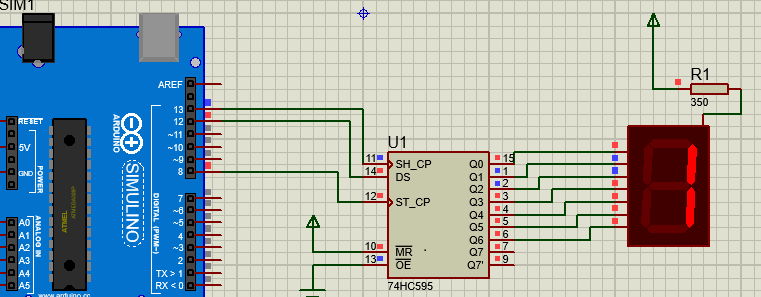 SIM1
R1
350
AREF
13
12
~11
~10
~9
8
7
~6
~5
4
~3
2
TX > 1
RX < 0
RESET
5V
GND
POWER
A0
A1
A2
A3
A4
A5
ANALOG IN
ATMEL
ARDUINO
SIMULINO
DIGITAL (PWM~)
www.arduino.cc
U1
11 SH_CP Q0 15
14 DS Q1 1
Q2 2
12 ST_CP Q3 3
Q4 4
Q5 5
Q6 6
10 MR Q7 7
13 OE Q7' 9
74HC595